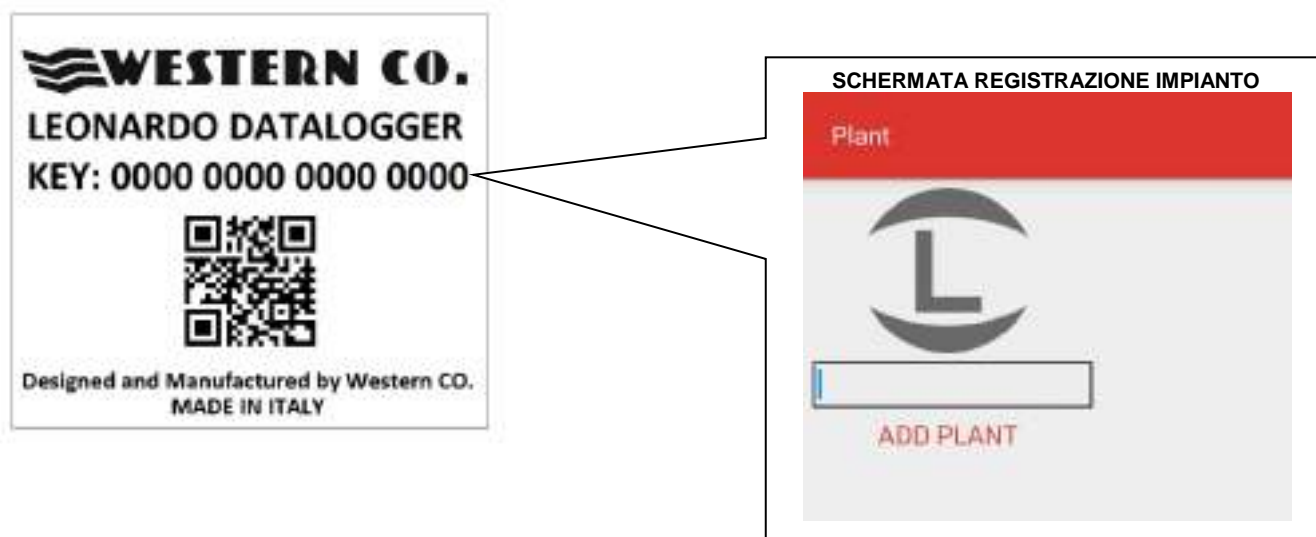 WESTERN CO.
LEONARDO DATALOGGER
KEY: 0000 0000 0000 0000
Designed and Manufactured by Western CO.
MADE IN ITALY
SCHERMATA REGISTRAZIONE IMPIANTO
Plant
L
ADD PLANT